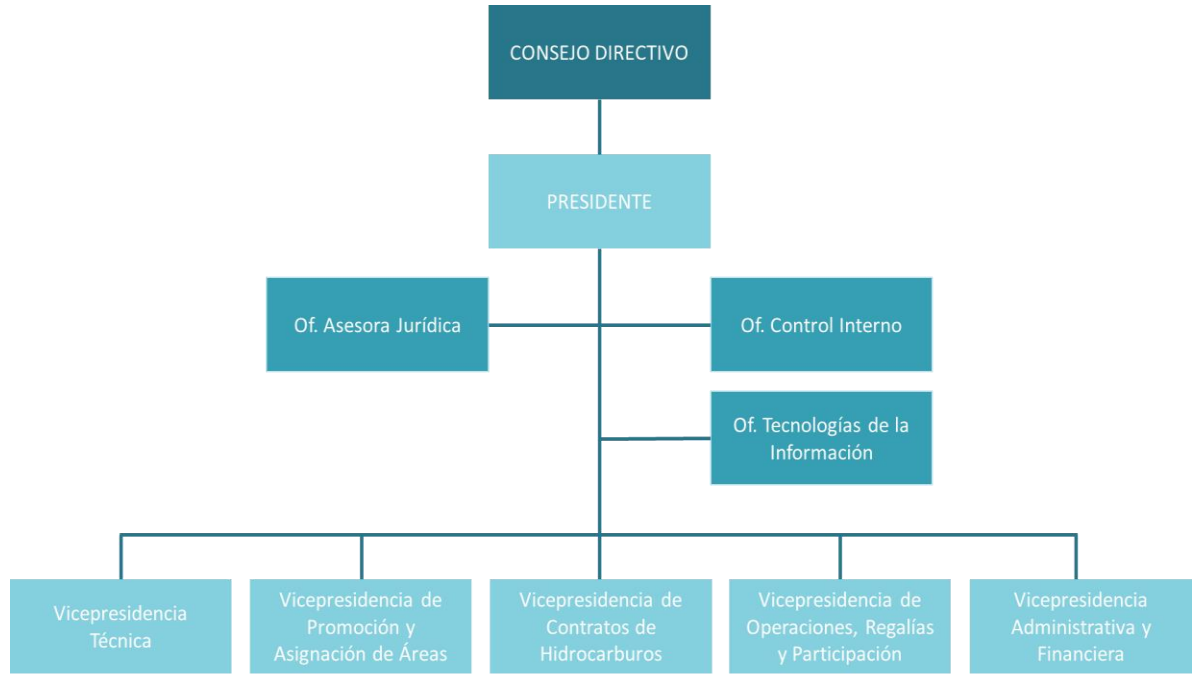 CONSEJO DIRECTIVO
PRESIDENTE
Of. Asesora Jurídica
Of. Control Interno
Of. Tecnologías de la
Información
Vicepresidencia
Técnica
Vicepresidencia de
Promoción y
Asignación de Áreas
Vicepresidencia de
Contratos de
Hidrocarburos
Vicepresidencia de
Operaciones, Regalías
y Participación
Vicepresidencia
Administrativa y
Financiera